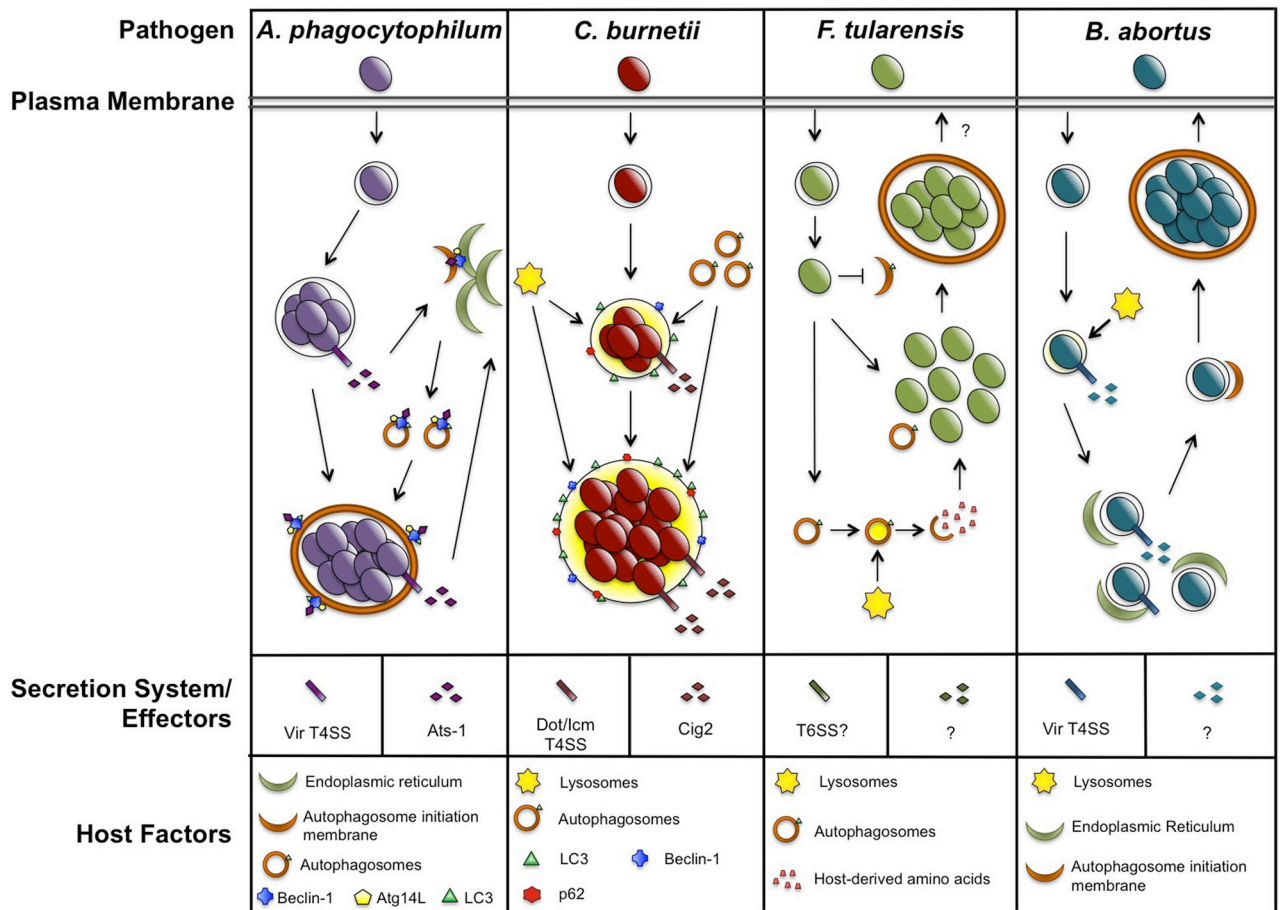 Pathogen
A. phagocytophilum
C. burnetii
F. tularensis
B. abortus
Plasma Membrane
?
Secretion System/
Effectors
Vir T4SS
Ats-1
Dot/Icm
T4SS
Cig2
T6SS?
?
Vir T4SS
?
Host Factors
Endoplasmic reticulum
Autophagosome initiation
membrane
Autophagosomes
Beclin-1
Atg14L
LC3
Lysosomes
Autophagosomes
LC3
Beclin-1
p62
Lysosomes
Autophagosomes
Host-derived amino acids
Lysosomes
Endoplasmic Reticulum
Autophagosome initiation
membrane